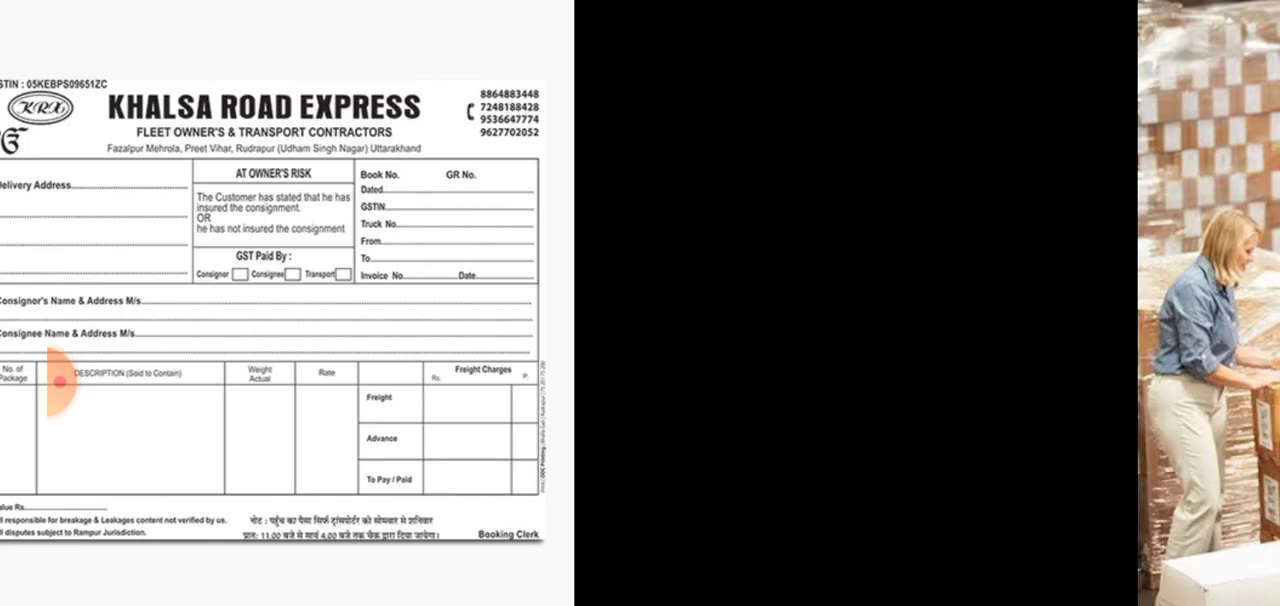 STIN : 05KEBPS09651ZC
KRX
KHALSA ROAD EXPRESS
FLEET OWNER'S & TRANSPORT CONTRACTORS
Fazalpur Mehrola, Preet Vihar, Rudrapur (Udham Singh Nagar) Uttarakhand
8864883448
7248188428
9536647774
9627702052
Delivery Address
AT OWNER'S RISK
The Customer has stated that he has
insured the consignment.
OR
he has not insured the consignment
GST Paid By :
Consignor Consignee Transport
Book No. GR No.
Dated
GSTIN
Truck No.
From
To
Invoice No. Date
Consignor's Name & Address M/s
Consignee Name & Address M/s
No. of
Package
DESCRIPTION (Said to Contain)
Weight
Actual
Rate
Freight Charges
Rs. P.
Freight
Advance
To Pay / Paid
alue Rs.
ll responsible for breakage & Leakages content not verified by us.
ll disputes subject to Rampur Jurisdiction.
नोट : पहुँच का पैसा सिर्फ ट्रांसपोर्टर को सोमवार से शनिवार
प्रात: 11.00 बजे से सायं 4.00 बजे तक चैक द्वारा दिया जायेगा।
Booking Clerk